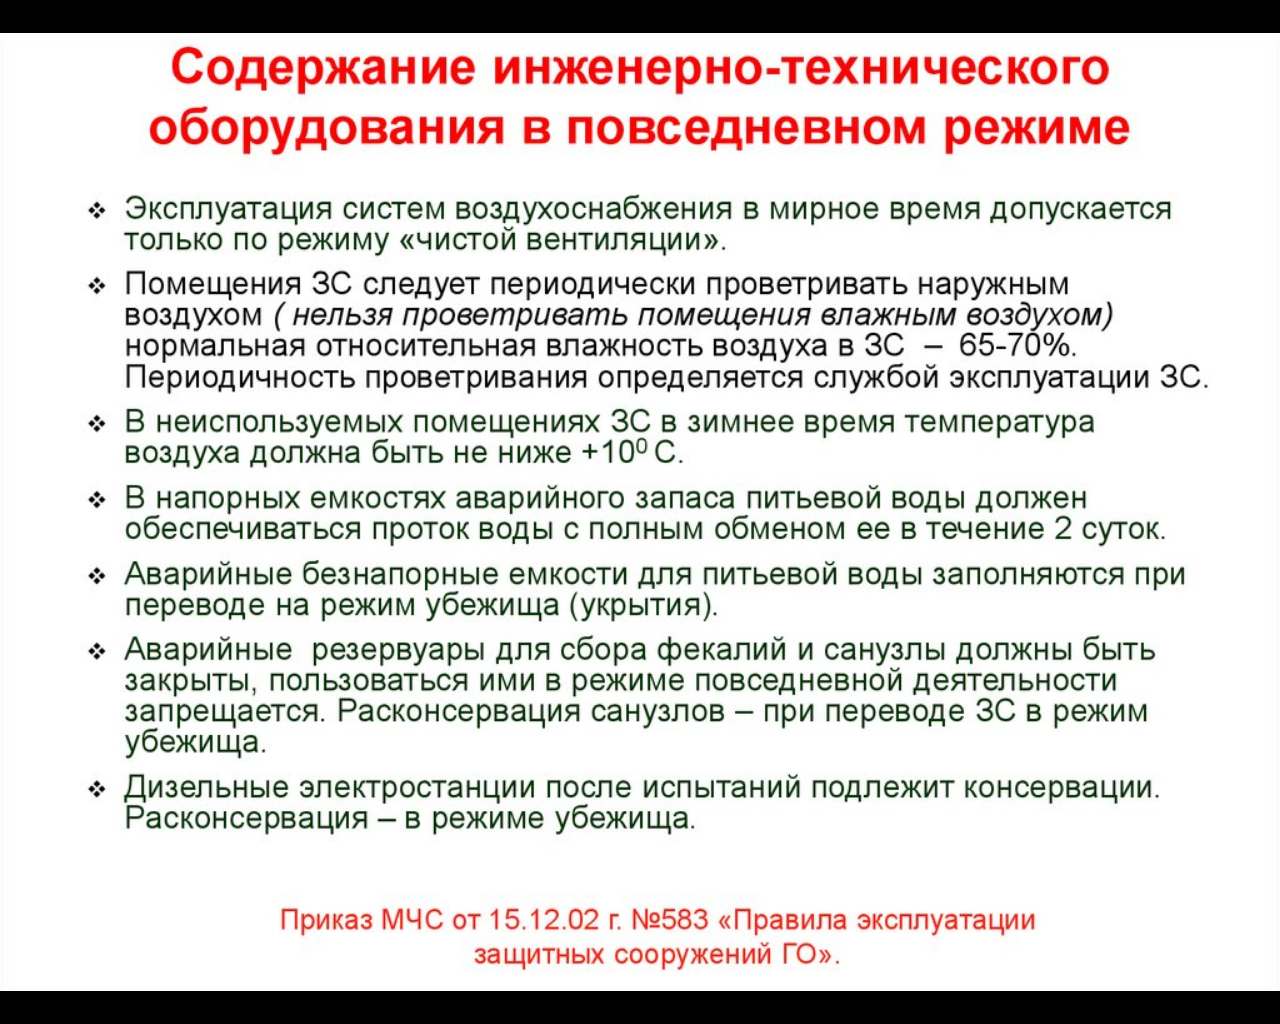 Содержание инженерно-технического
оборудования в повседневном режиме
❖ Эксплуатация систем воздухоснабжения в мирное время допускается
только по режиму «чистой вентиляции».
❖ Помещения ЗС следует периодически проветривать наружным
воздухом ( нельзя проветривать помещения влажным воздухом)
нормальная относительная влажность воздуха в ЗС – 65-70%.
Периодичность проветривания определяется службой эксплуатации ЗС.
❖ В неиспользуемых помещениях ЗС в зимнее время температура
воздуха должна быть не ниже +10⁰ С.
❖ В напорных емкостях аварийного запаса питьевой воды должен
обеспечиваться проток воды с полным обменом ее в течение 2 суток.
❖ Аварийные безнапорные емкости для питьевой воды заполняются при
переводе на режим убежища (укрытия).
❖ Аварийные резервуары для сбора фекалий и санузлы должны быть
закрыты, пользоваться ими в режиме повседневной деятельности
запрещается. Расконсервация санузлов – при переводе ЗС в режим
убежища.
❖ Дизельные электростанции после испытаний подлежит консервации.
Расконсервация – в режиме убежища.
Приказ МЧС от 15.12.02 г. №583 «Правила эксплуатации
защитных сооружений ГО».